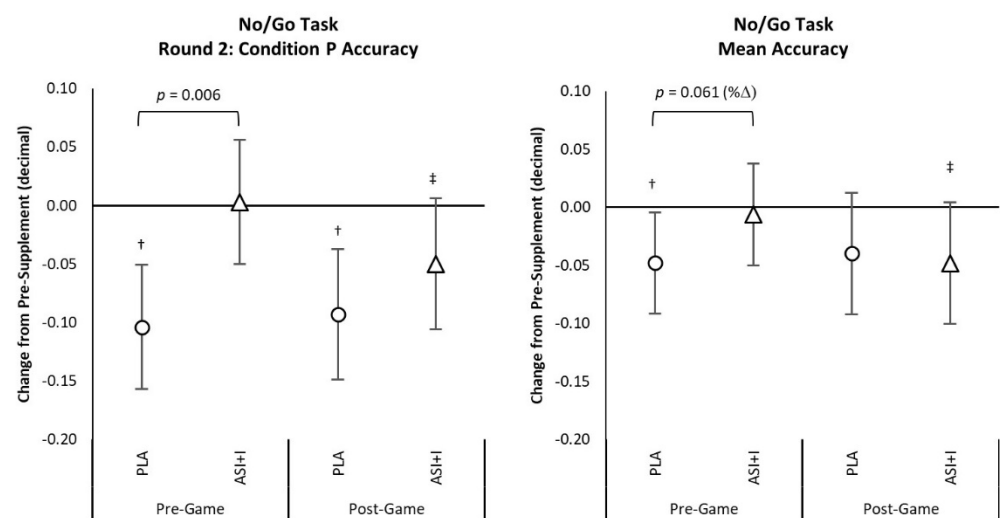 No/Go Task
Round 2: Condition P Accuracy
Change from Pre-Supplement (decimal)
0.10
0.05
0.00
-0.05
-0.10
-0.15
-0.20
p = 0.006
†
†
‡
PLA
ASI+I
PLA
ASI+I
Pre-Game
Post-Game
No/Go Task
Mean Accuracy
Change from Pre-Supplement (decimal)
0.10
0.05
0.00
-0.05
-0.10
-0.15
-0.20
p = 0.061 (%Δ)
†
‡
PLA
ASI+I
PLA
ASI+I
Pre-Game
Post-Game